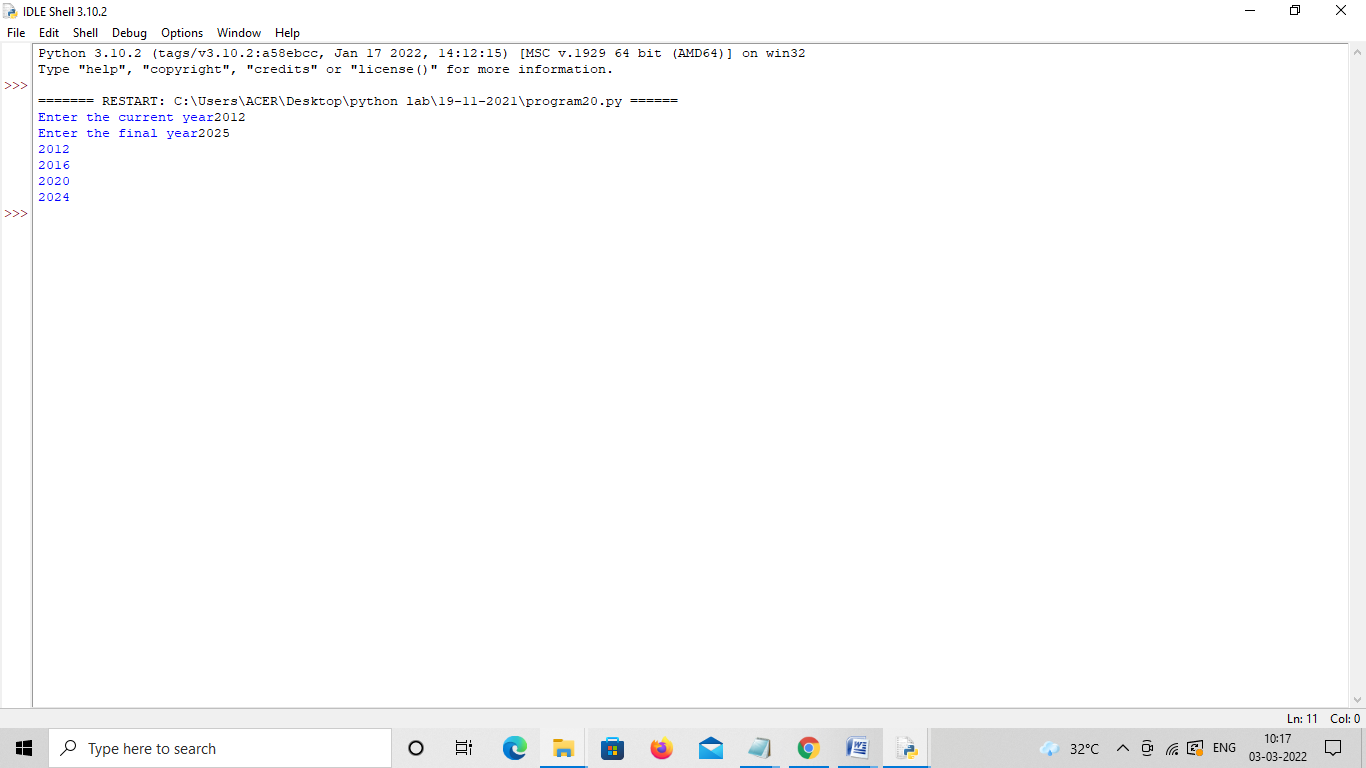 IDLE Shell 3.10.2
File Edit Shell Debug Options Window Help
Python 3.10.2 (tags/v3.10.2:a58ebcc, Jan 17 2022, 14:12:15) [MSC v.1929 64 bit (AMD64)] on win32
Type "help", "copyright", "credits" or "license()" for more information.
>>>
======= RESTART: C:\Users\ACER\Desktop\python lab\19-11-2021\program20.py ======
Enter the current year2012
Enter the final year2025
2012
2016
2020
2024
>>>
Ln: 11 Col: 0
Type here to search
32°C
ENG
10:17
03-03-2022